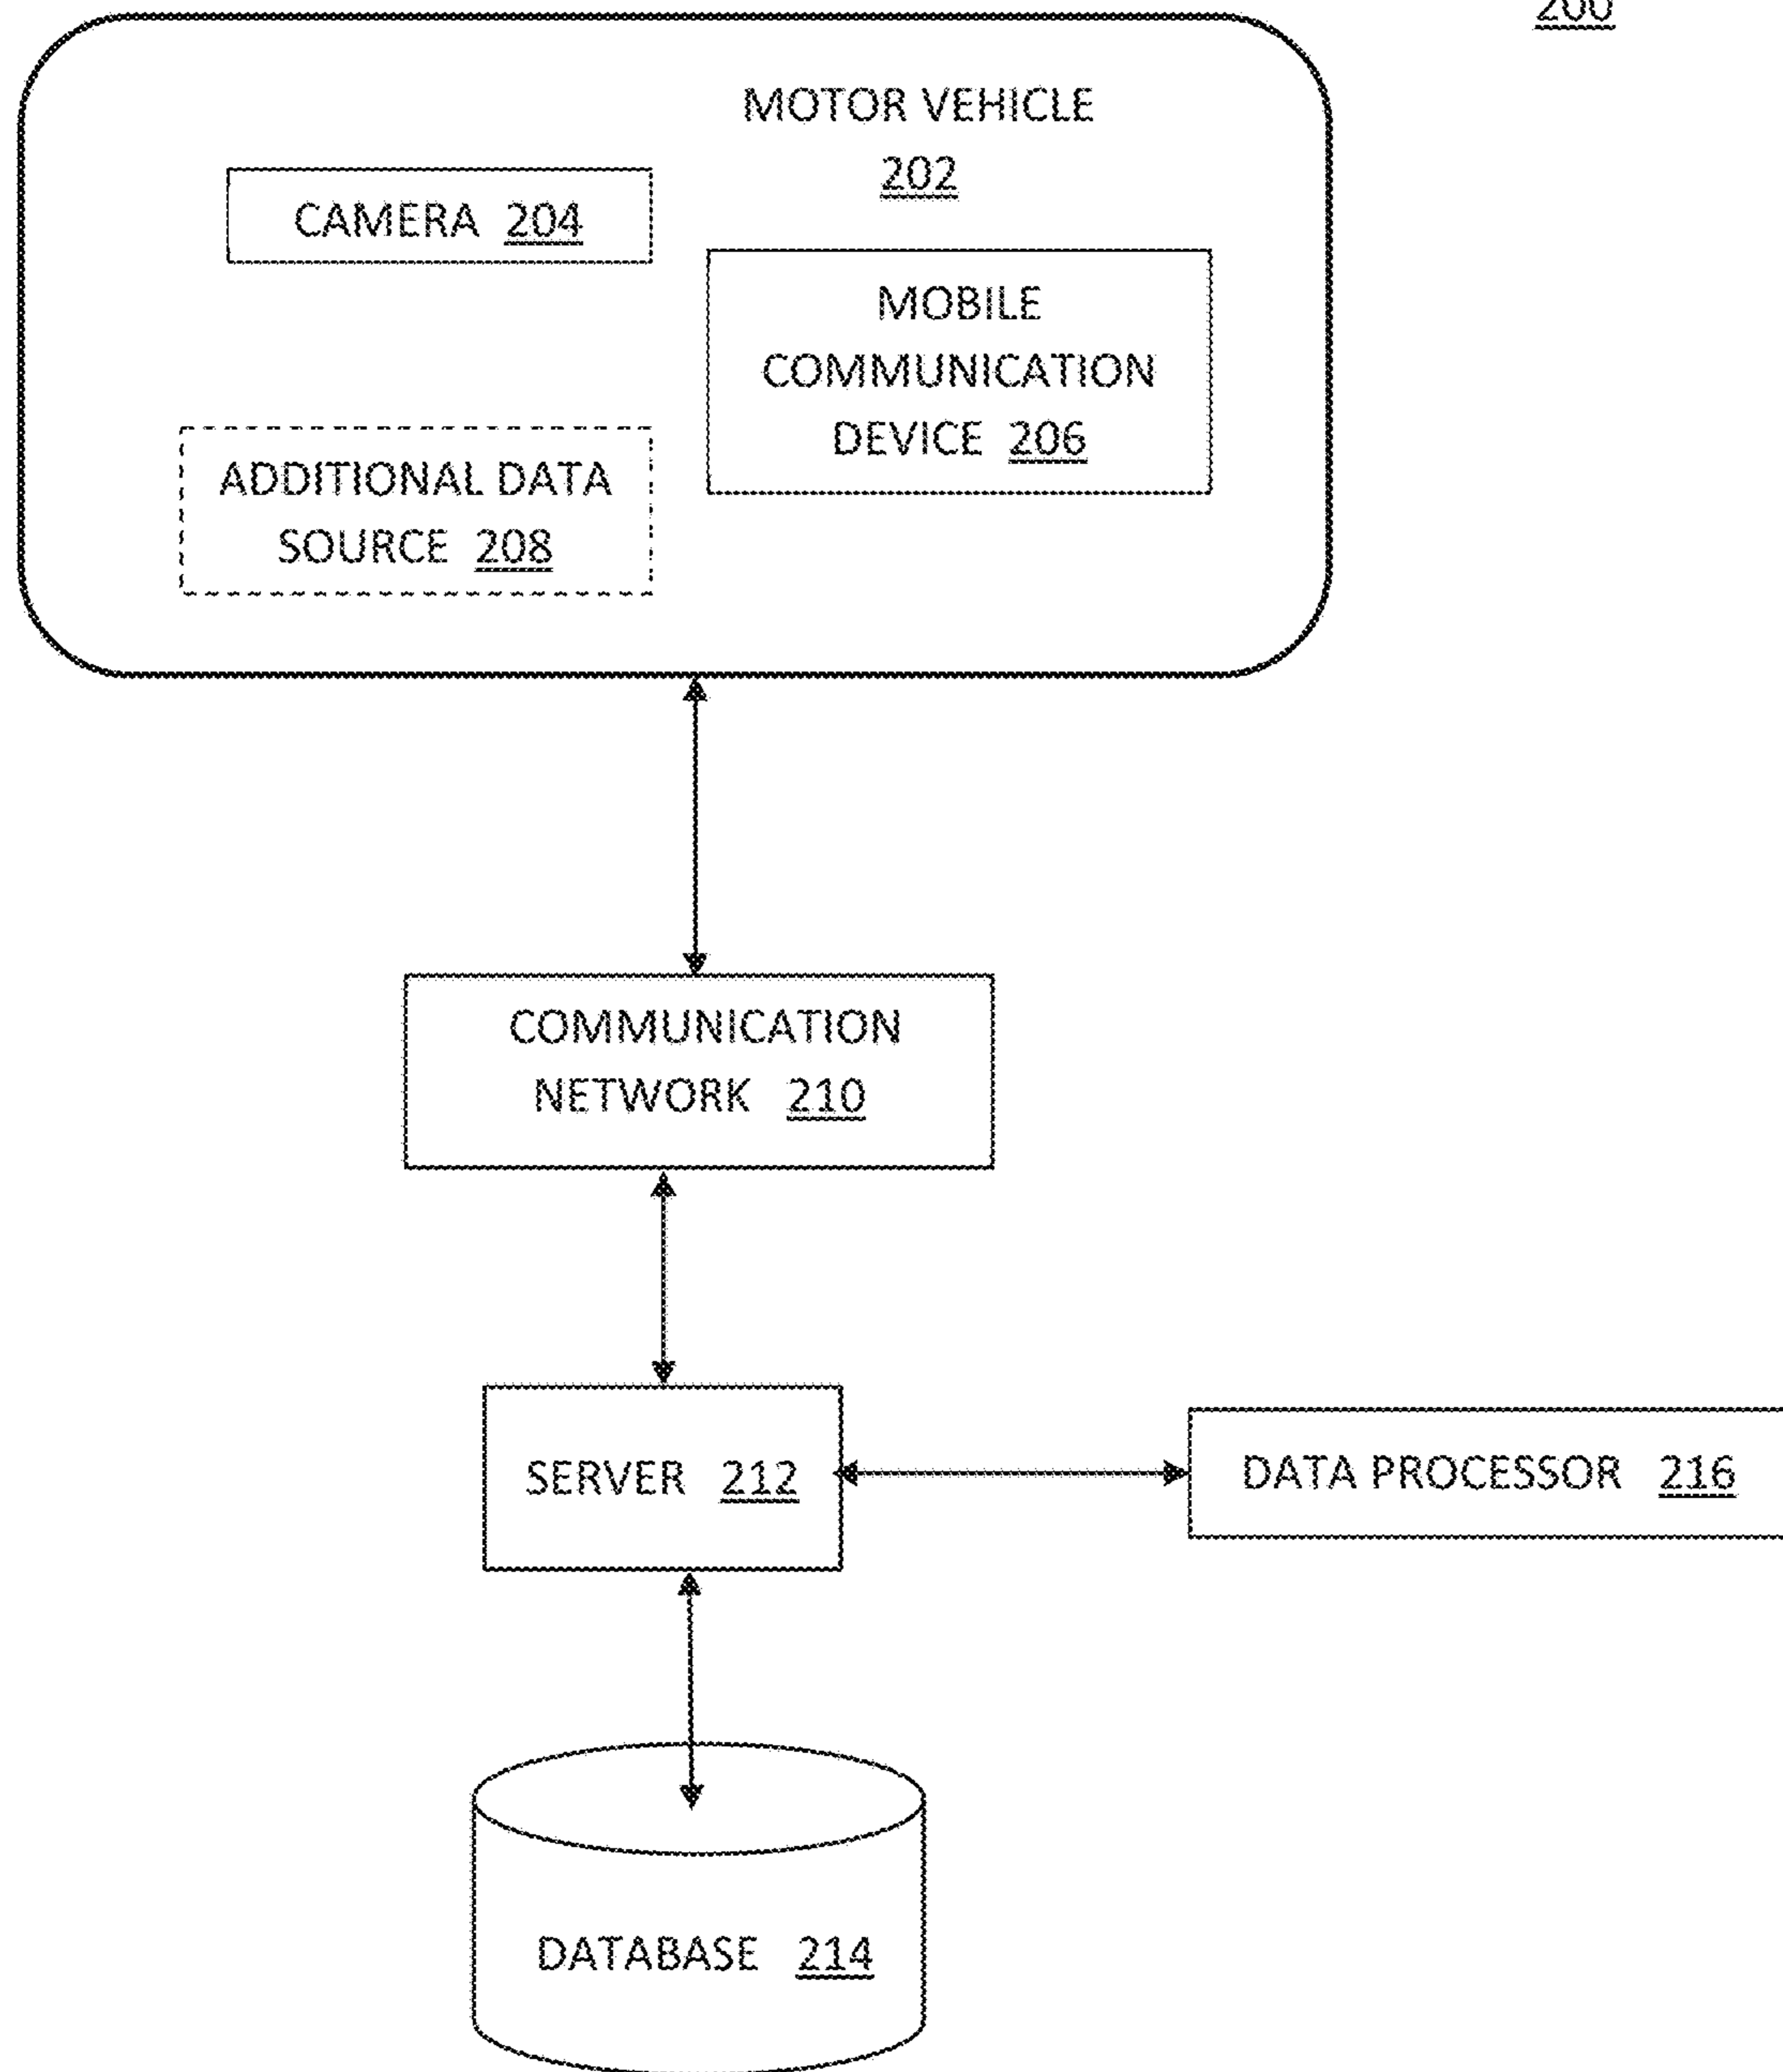 200
MOTOR VEHICLE
202
CAMERA 204
MOBILE
COMMUNICATION
DEVICE 206
ADDITIONAL DATA
SOURCE 208
COMMUNICATION
NETWORK 210
SERVER 212
DATA PROCESSOR 216
DATABASE 214